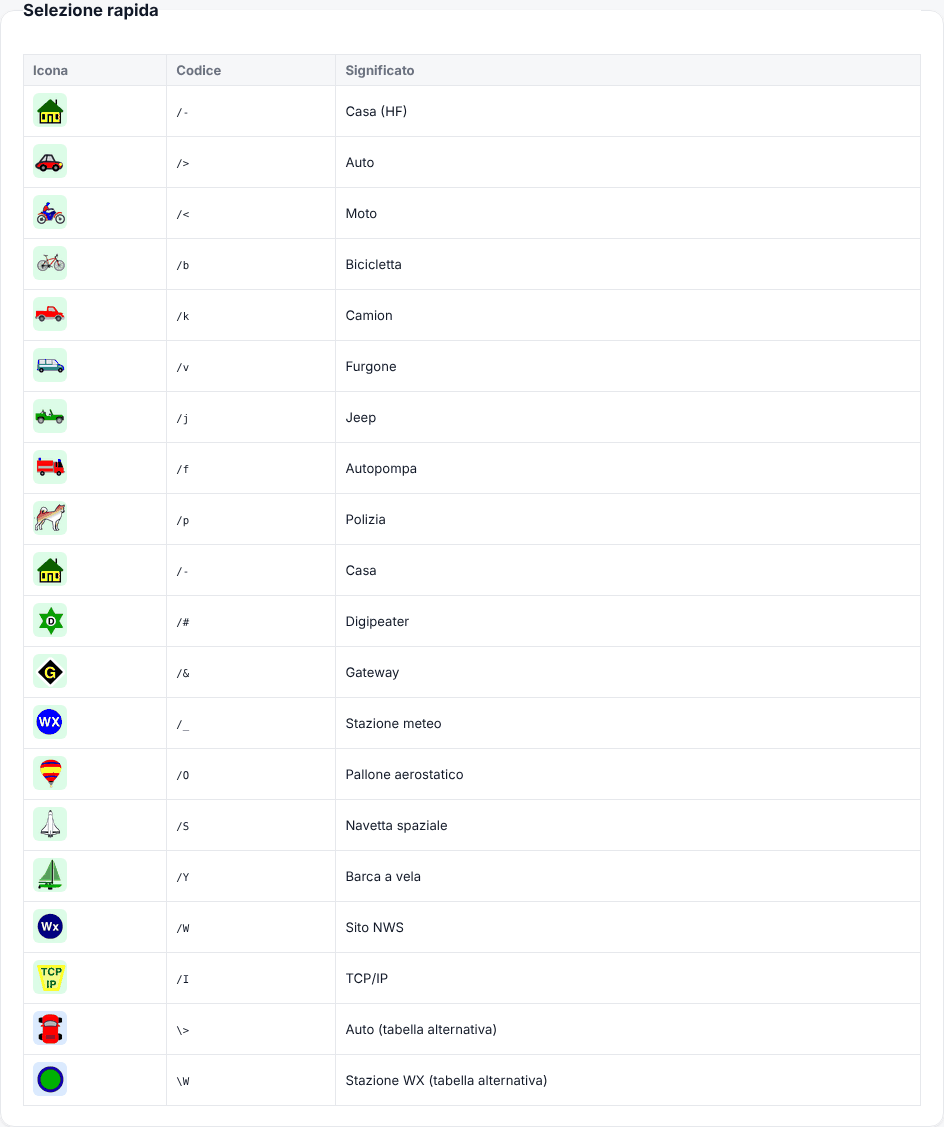 Selezione rapida
Icona Codice Significato
/- Casa (HF)
/> Auto
/< Moto
/b Bicicletta
/k Camion
/v Furgone
/j Jeep
/f Autopompa
/p Polizia
/- Casa
D /# Digipeater
G /& Gateway
WX /_ Stazione meteo
/O Pallone aerostatico
/S Navetta spaziale
/Y Barca a vela
Wx /W Sito NWS
TCP
IP /I TCP/IP
\> Auto (tabella alternativa)
\W Stazione WX (tabella alternativa)